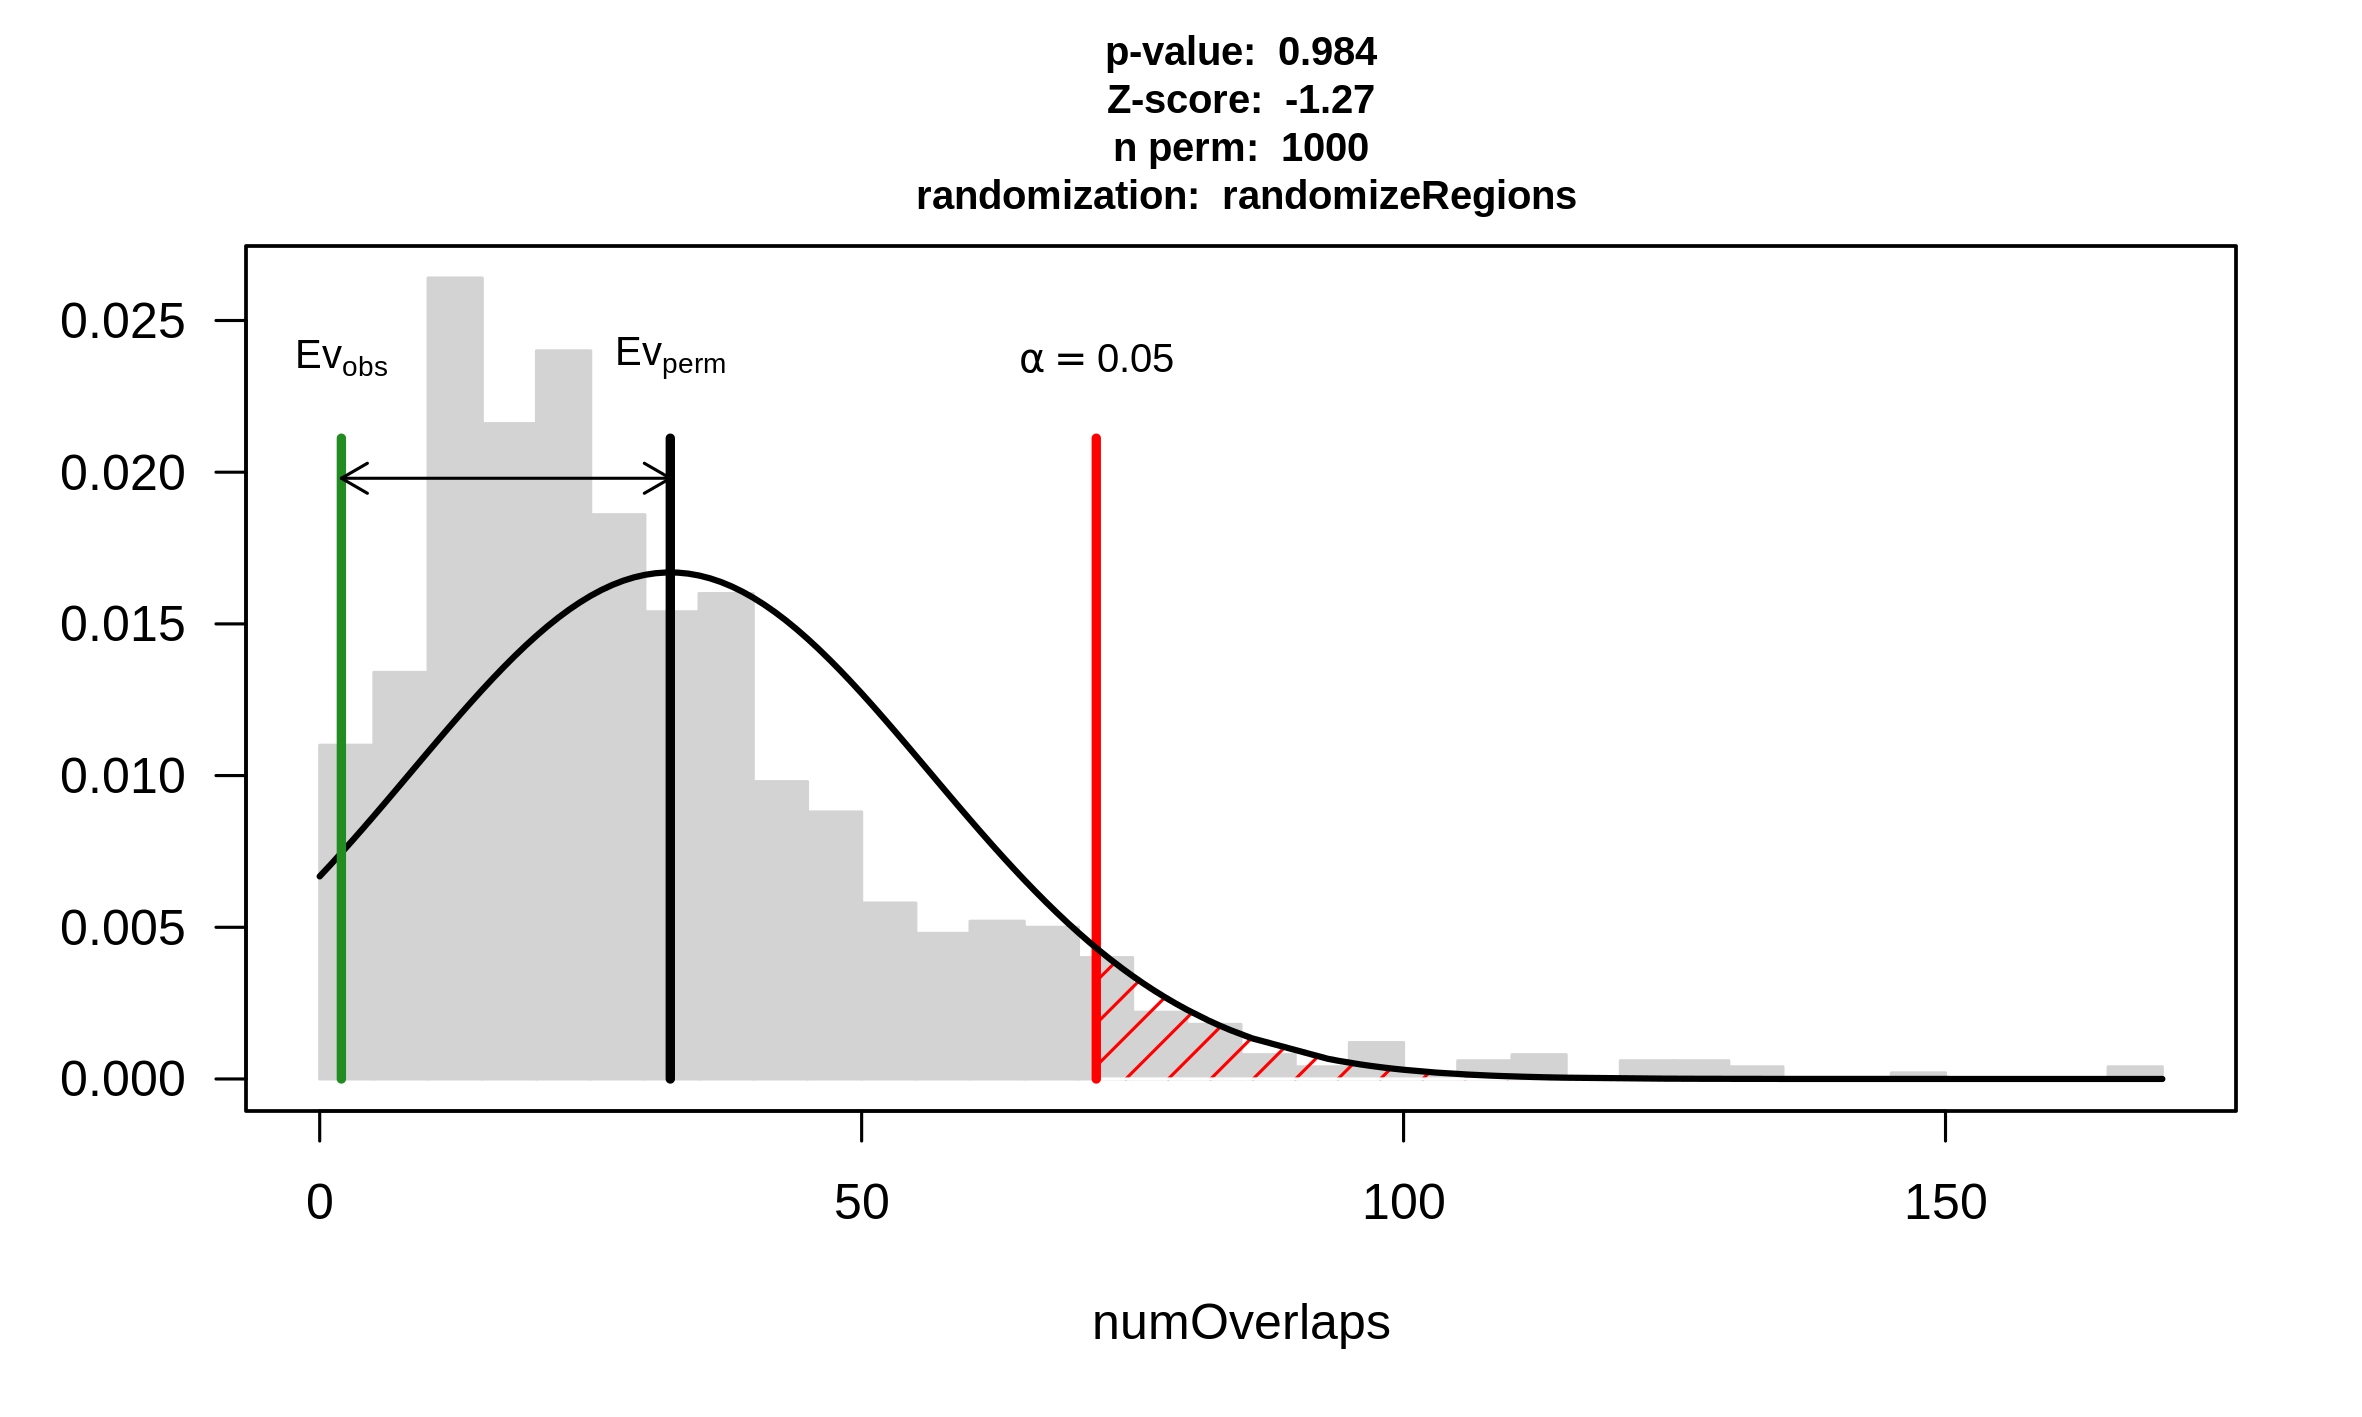 p-value: 0.984
Z-score: -1.27
n perm: 1000
randomization: randomizeRegions
0.025
0.020
0.015
0.010
0.005
0.000
Evobs
Evperm
α = 0.05
0
50
100
150
numOverlaps